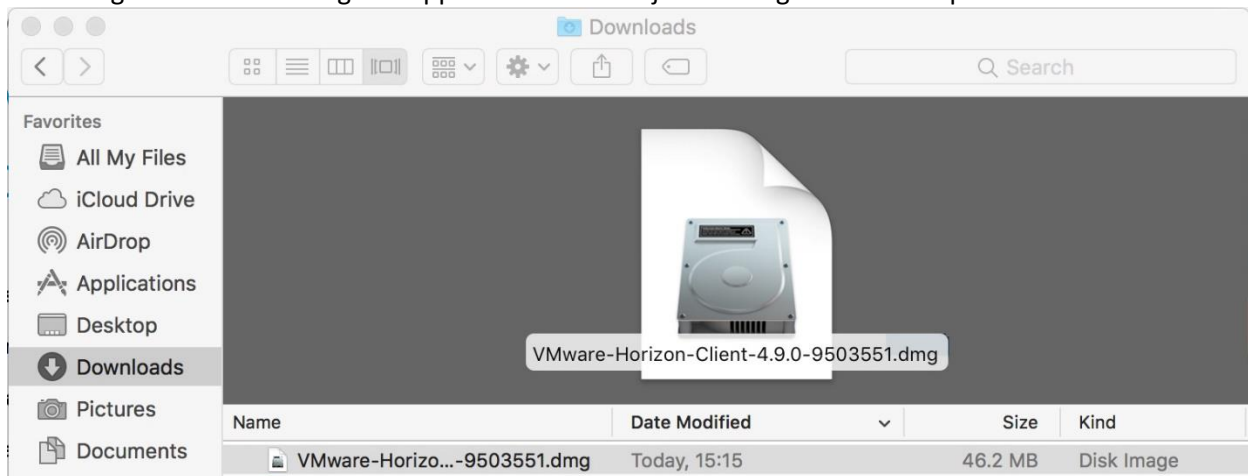 Downloads
Search
Favorites
All My Files
iCloud Drive
AirDrop
Applications
Desktop
Downloads
Pictures
Documents
VMware-Horizon-Client-4.9.0-9503551.dmg
Name Date Modified Size Kind
VMware-Horizo...-9503551.dmg Today, 15:15 46.2 MB Disk Image